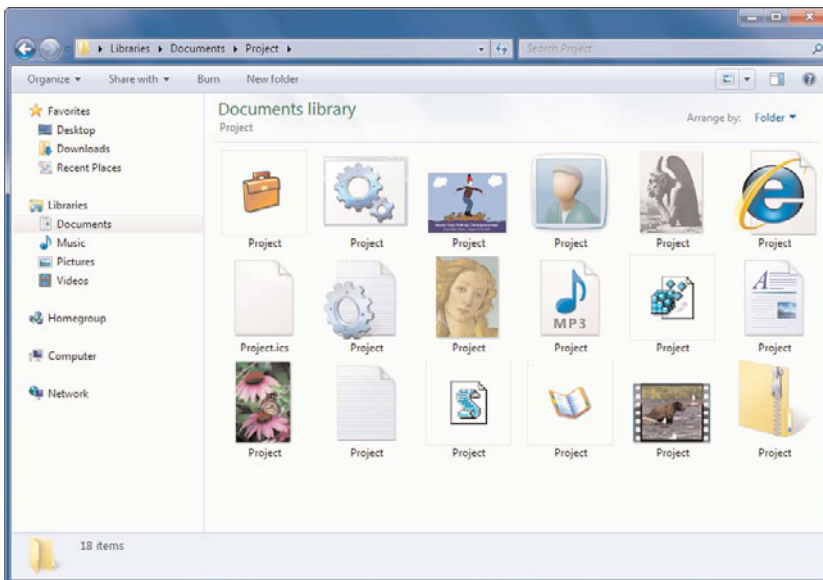 Libraries ▸ Documents ▸ Project ▸
Search Project
Organize ▾ Share with ▾ Burn New folder
Favorites
Desktop
Downloads
Recent Places
Libraries
Documents
Music
Pictures
Videos
Homegroup
Computer
Network
Documents library
Project
Arrange by: Folder ▾
Project Project Project Project Project Project
MP3
A
Project.ics Project Project Project Project Project
Project Project Project Project Project Project
18 items